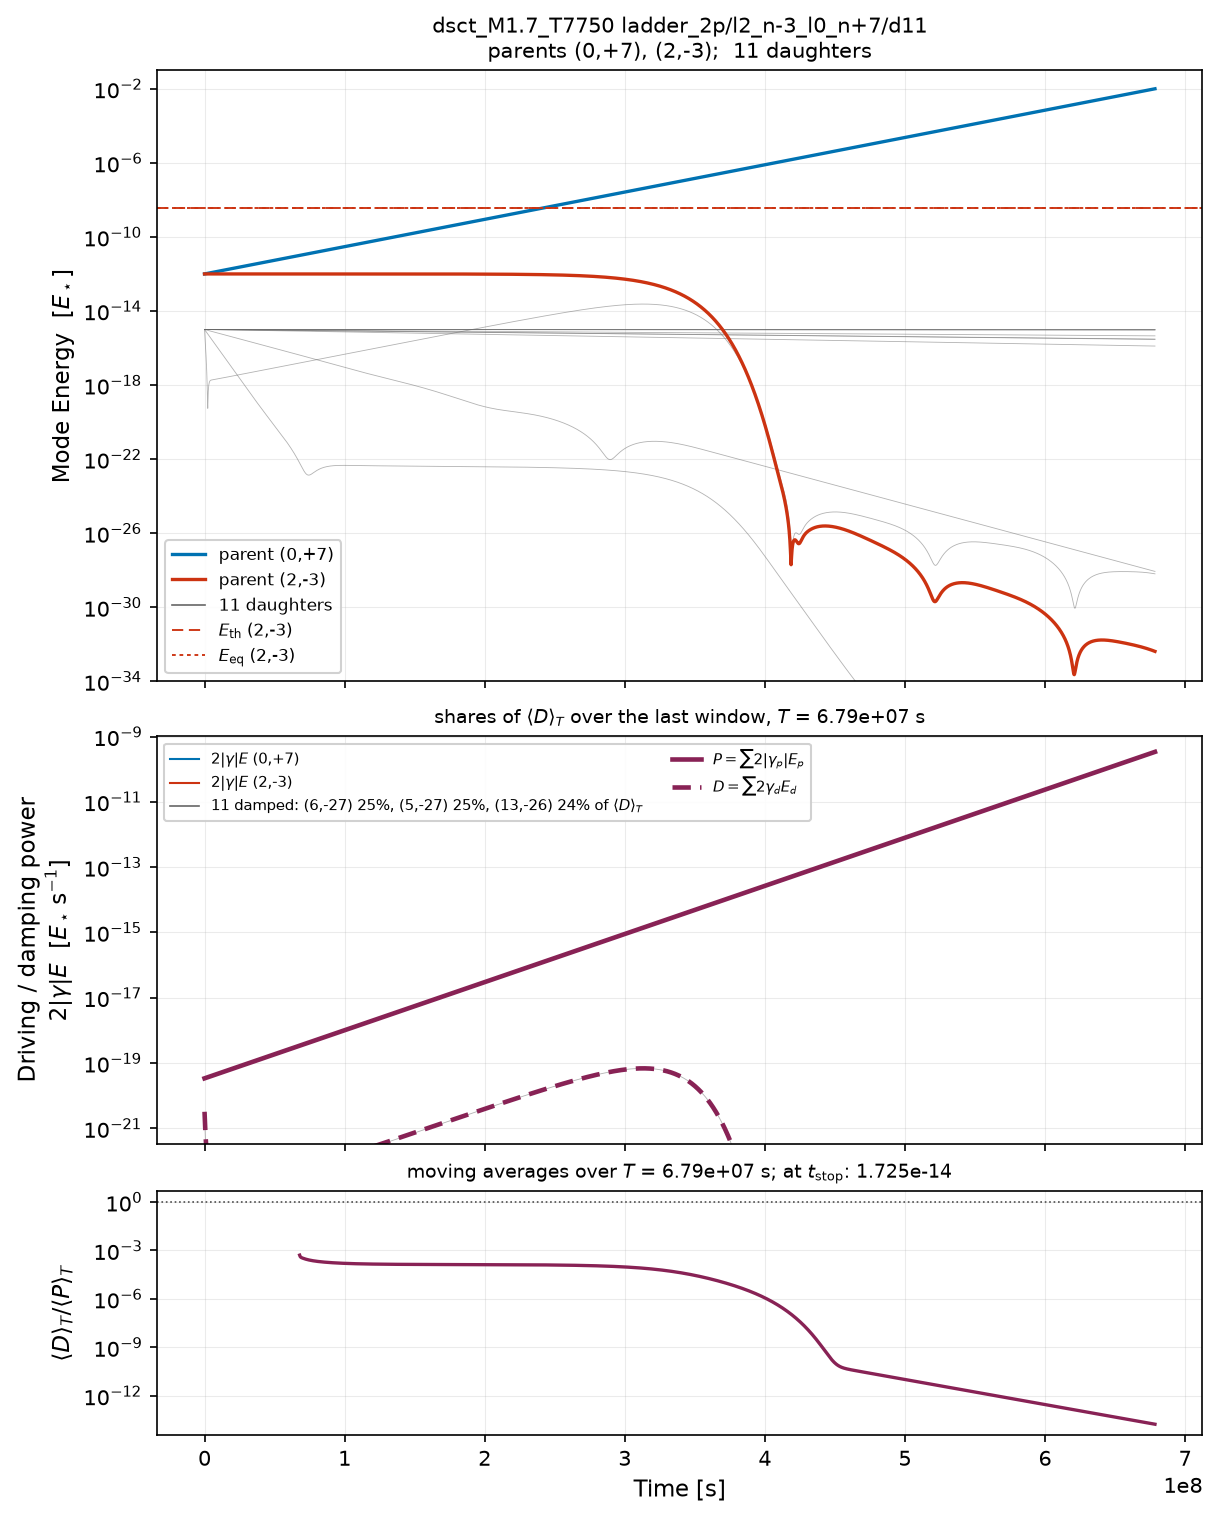 dsct_M1.7_T7750 ladder_2p/l2_n-3_l0_n+7/d11
parents (0,+7), (2,-3);  11 daughters
Mode Energy  [E⋆]
10⁻²
10⁻⁶
10⁻¹⁰
10⁻¹⁴
10⁻¹⁸
10⁻²²
10⁻²⁶
10⁻³⁰
10⁻³⁴
parent (0,+7)
parent (2,-3)
11 daughters
E_th (2,-3)
E_eq (2,-3)
shares of ⟨D⟩_T over the last window, T = 6.79e+07 s
Driving / damping power
2|γ|E  [E⋆ s⁻¹]
10⁻⁹
10⁻¹¹
10⁻¹³
10⁻¹⁵
10⁻¹⁷
10⁻¹⁹
10⁻²¹
2|γ|E (0,+7)
2|γ|E (2,-3)
11 damped: (6,-27) 25%, (5,-27) 25%, (13,-26) 24% of ⟨D⟩_T
P = ∑2|γ_p|E_p
D = ∑2γ_dE_d
moving averages over T = 6.79e+07 s; at t_stop: 1.725e-14
⟨D⟩_T/⟨P⟩_T
10⁰
10⁻³
10⁻⁶
10⁻⁹
10⁻¹²
0 1 2 3 4 5 6 7
Time [s]
1e8